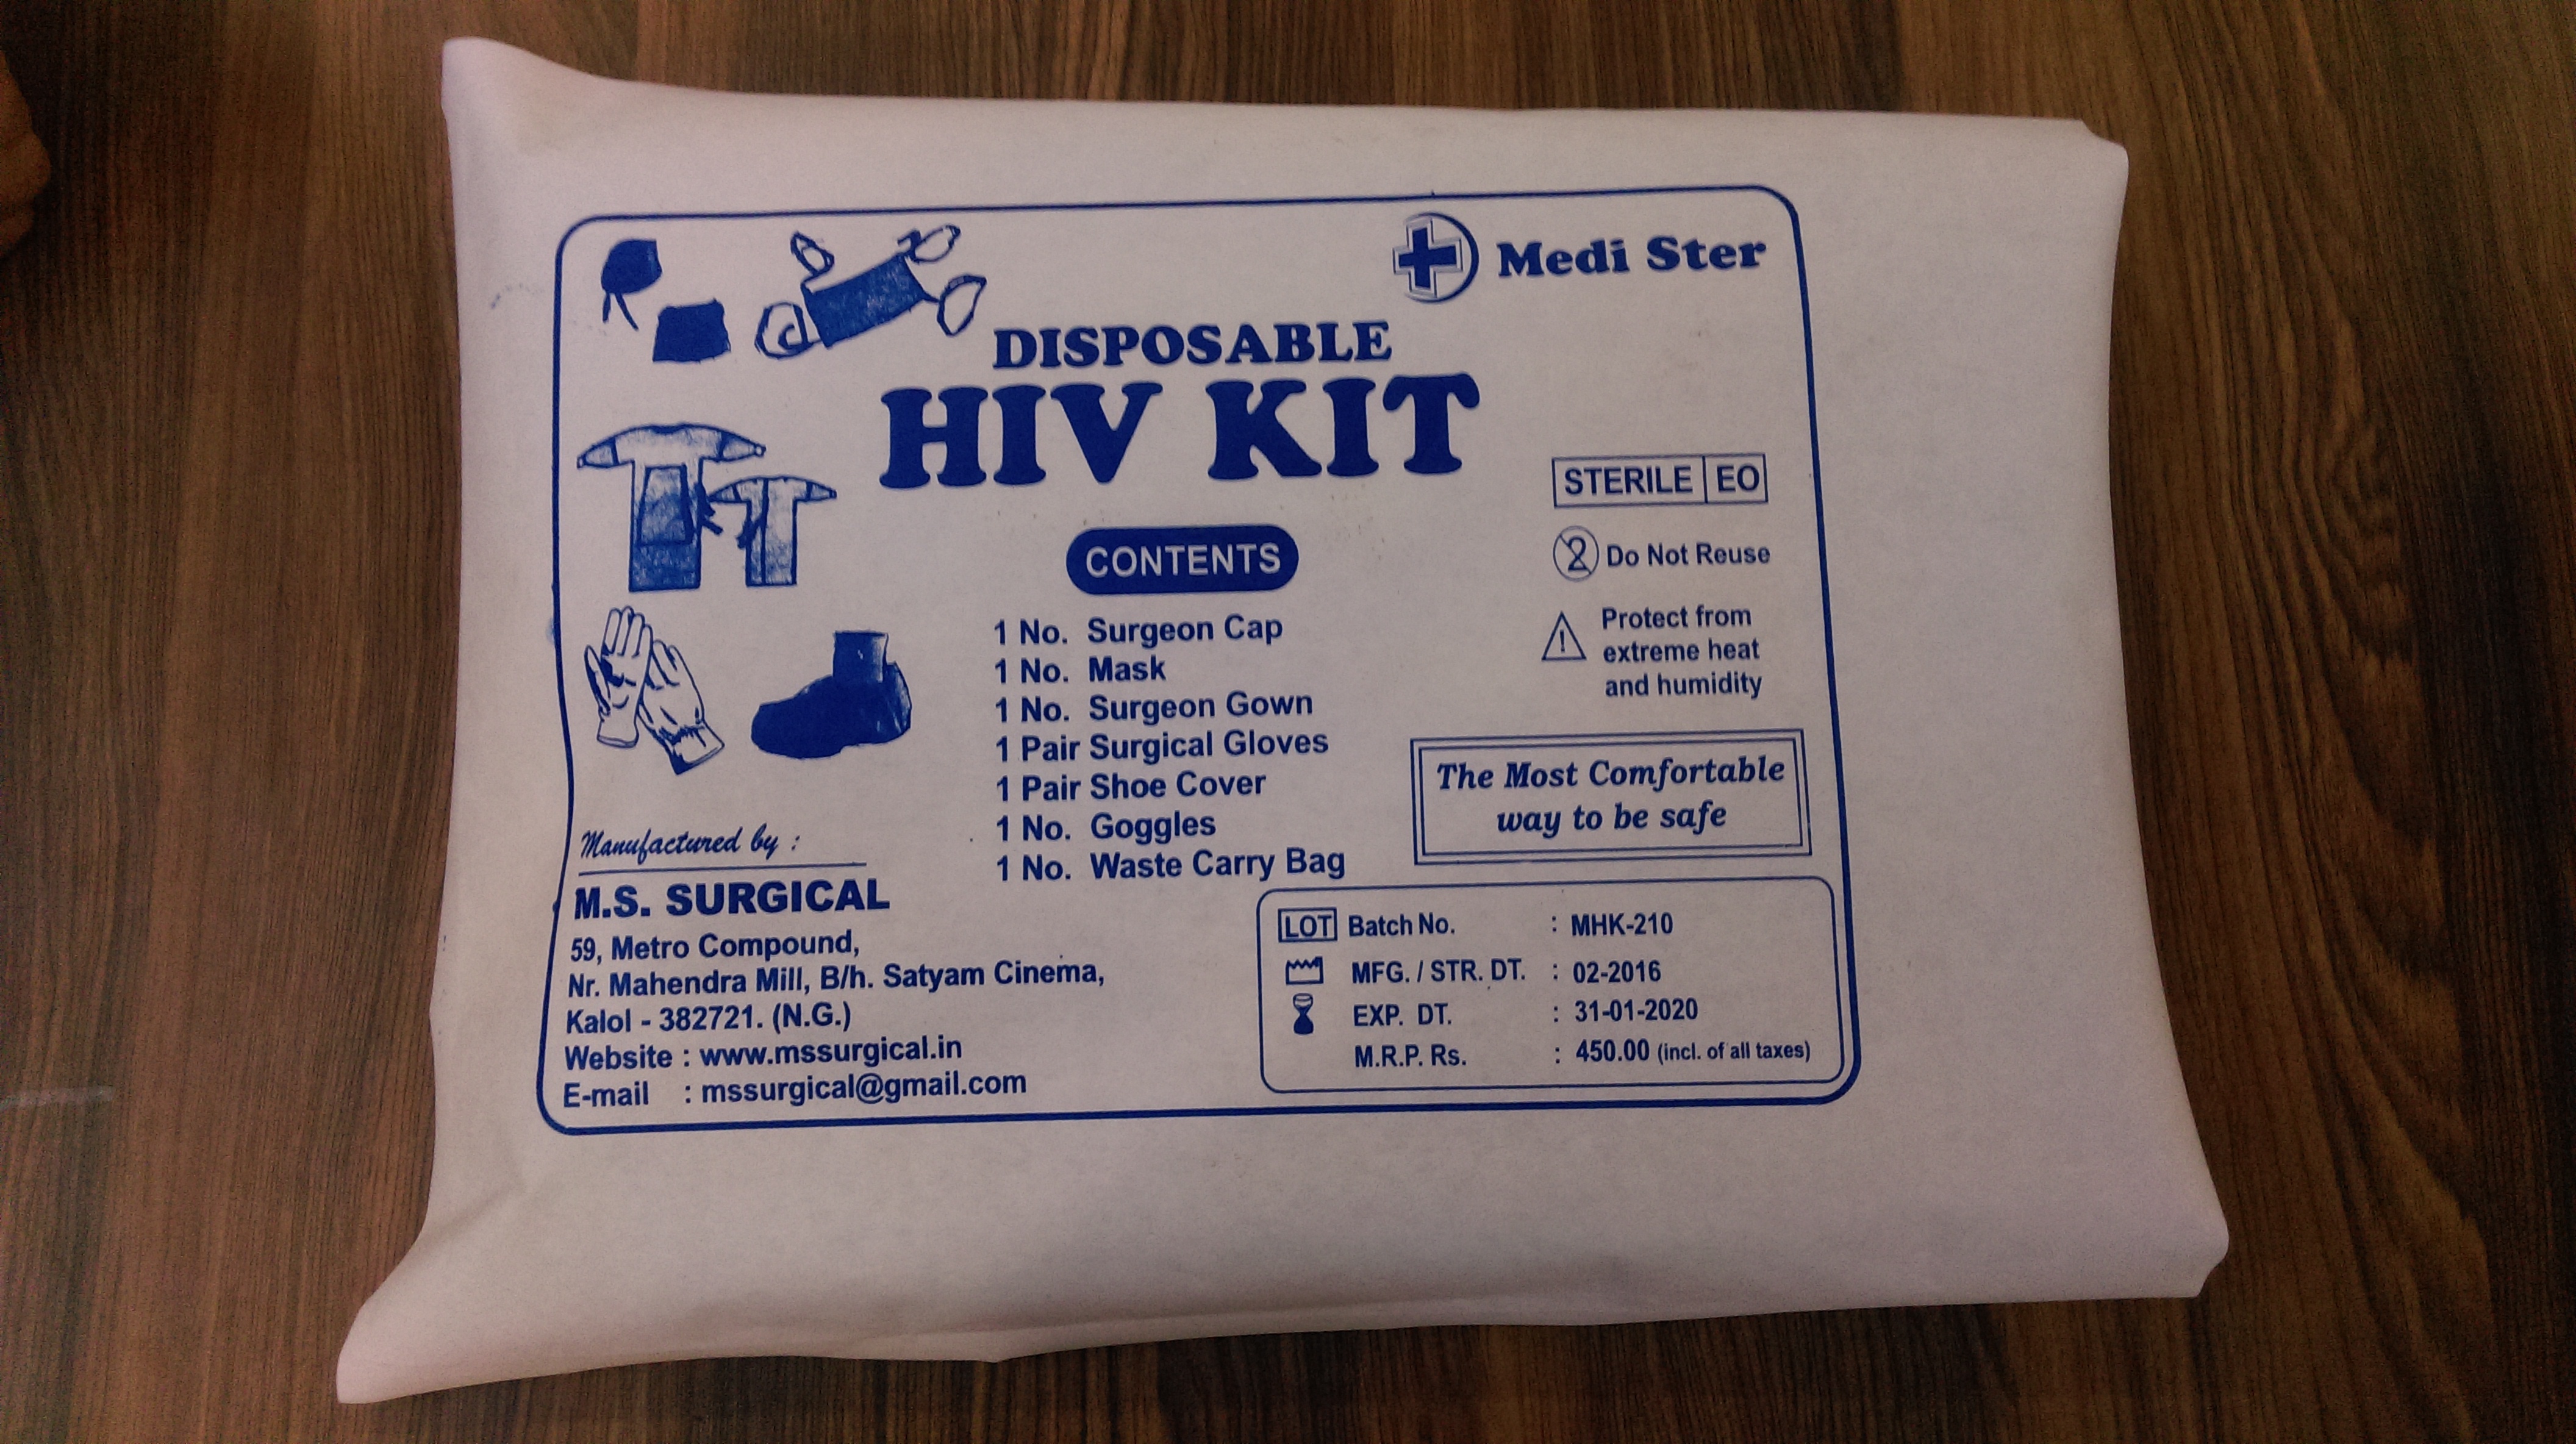 Medi Ster
DISPOSABLE
HIV KIT
CONTENTS
1 No. Surgeon Cap
1 No. Mask
1 No. Surgeon Gown
1 Pair Surgical Gloves
1 Pair Shoe Cover
1 No. Goggles
1 No. Waste Carry Bag
STERILE EO
2 Do Not Reuse
! Protect from
extreme heat
and humidity
The Most Comfortable
way to be safe
Manufactured by :
M.S. SURGICAL
59, Metro Compound,
Nr. Mahendra Mill, B/h. Satyam Cinema,
Kalol - 382721. (N.G.)
Website : www.mssurgical.in
E-mail : mssurgical@gmail.com
LOT Batch No. : MHK-210
MFG. / STR. DT. : 02-2016
EXP. DT. : 31-01-2020
M.R.P. Rs. : 450.00 (incl. of all taxes)